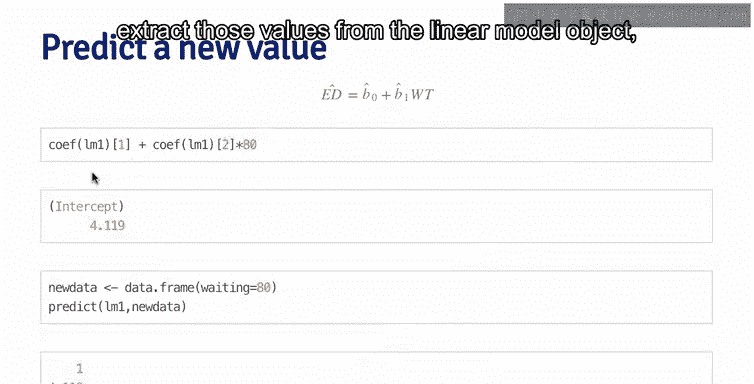 extract those values from the linear model object,
Predict a new value
ÊD = b̂₀ + b̂₁WT
coef(lm1)[1] + coef(lm1)[2]*80
(Intercept)
4.119
newdata <- data.frame(waiting=80)
predict(lm1,newdata)
1